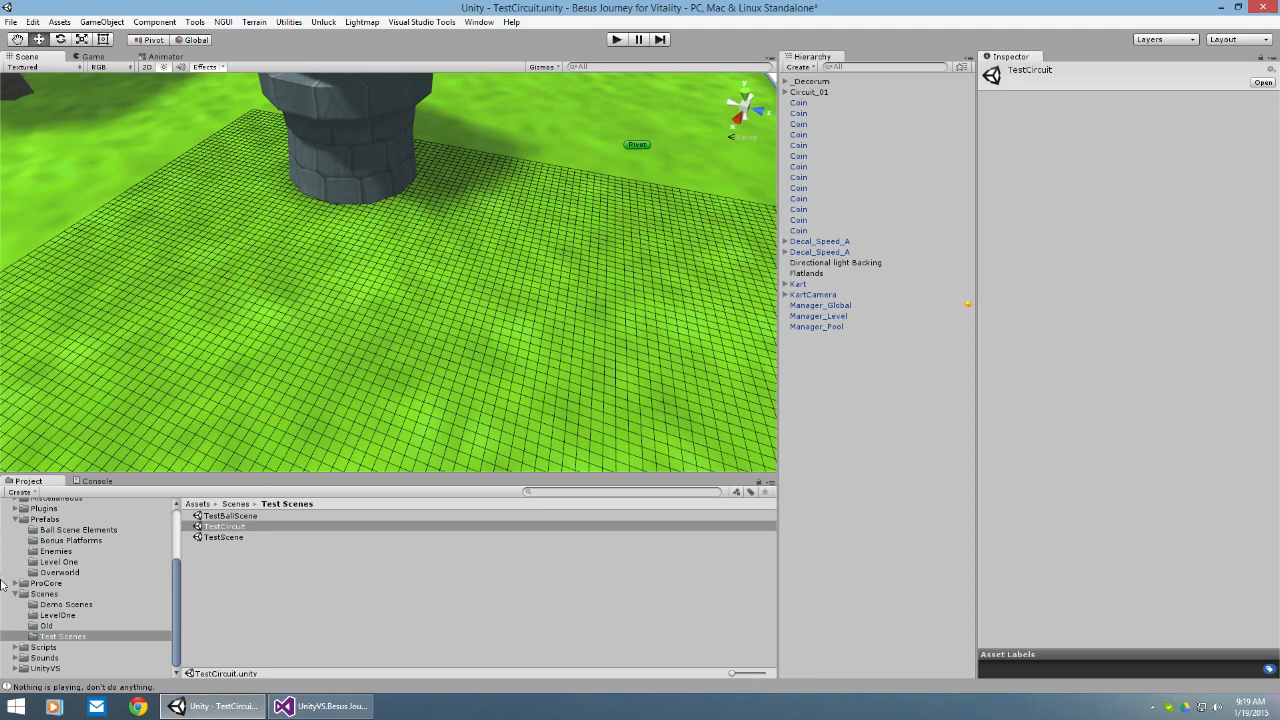 Unity - TestCircuit.unity - Besus Journey for Vitality - PC, Mac & Linux Standalone*
File Edit Assets GameObject Component Tools NGUI Terrain Utilities Unluck Lightmap Visual Studio Tools Window Help
Pivot Global Layers Layout
Scene Game Animator
Textured RGB 2D Effects Gizmos All
Pivot
y
z
x
Persp
Hierarchy
Create All
_Decorum
Circuit_01
Coin
Coin
Coin
Coin
Coin
Coin
Coin
Coin
Coin
Coin
Coin
Coin
Coin
Decal_Speed_A
Decal_Speed_A
Directional light Backing
Flatlands
Kart
KartCamera
Manager_Global
Manager_Level
Manager_Pool
Inspector
TestCircuit
Open
Asset Labels
Project Console
Create
Miscellaneous
Plugins
Prefabs
Ball Scene Elements
Bonus Platforms
Enemies
Level One
Overworld
ProCore
Scenes
Demo Scenes
LevelOne
Old
Test Scenes
Scripts
Sounds
UnityVS
Assets Scenes Test Scenes
TestBallScene
TestCircuit
TestScene
TestCircuit.unity
Nothing is playing, don't do anything.
Unity - TestCircui... UnityVS.Besus Jou...
9:19 AM
1/19/2015